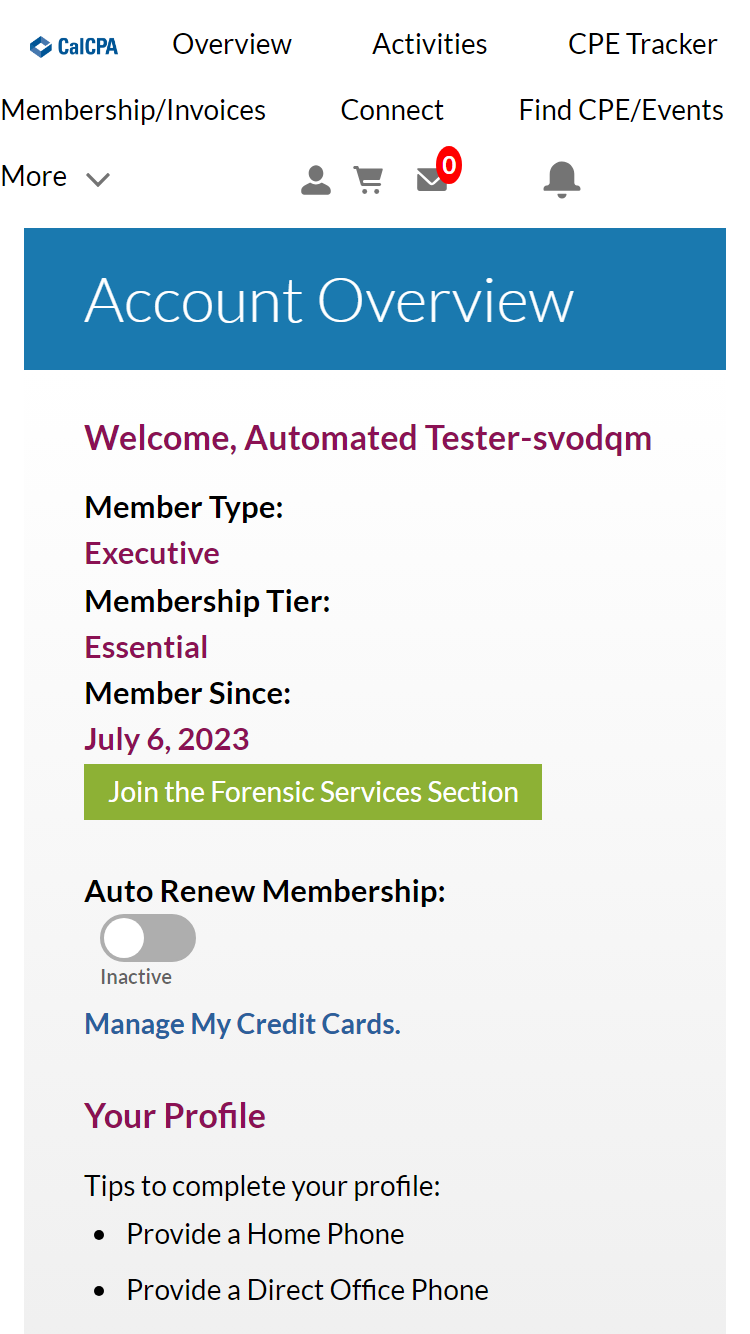 CalCPA Overview Activities CPE Tracker
Membership/Invoices Connect Find CPE/Events
More 0
Account Overview
Welcome, Automated Tester-svodqm
Member Type:
Executive
Membership Tier:
Essential
Member Since:
July 6, 2023
Join the Forensic Services Section
Auto Renew Membership:
Inactive
Manage My Credit Cards.
Your Profile
Tips to complete your profile:
• Provide a Home Phone
• Provide a Direct Office Phone